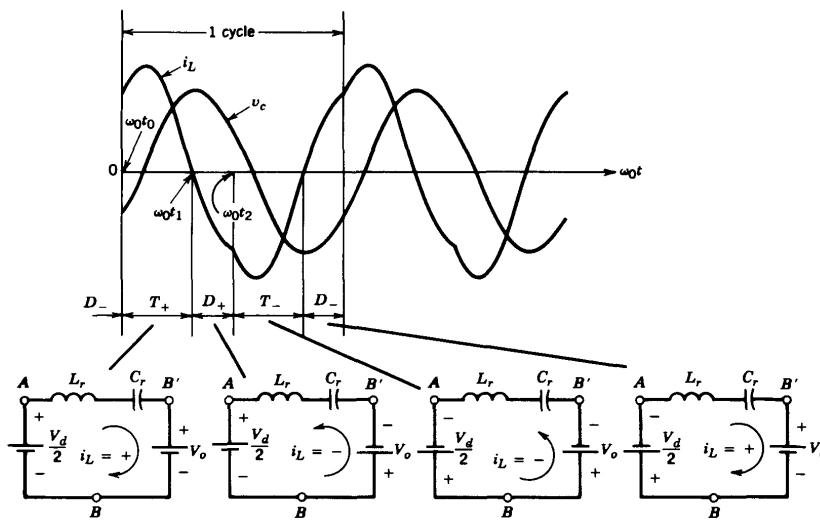 1 cycle
i_L
v_c
ω₀t₀
0
ω₀t
ω₀t₁
ω₀t₂
D₋ T₊ D₊ T₋ D₋
A L_r C_r B′
+ +
V_d/2 i_L = + V_o
− −
B
A L_r C_r B′
+ −
V_d/2 i_L = − V_o
− +
B
A L_r C_r B′
− −
V_d/2 i_L = − V_o
+ +
B
A L_r C_r B′
− +
V_d/2 i_L = + V
+ −
B